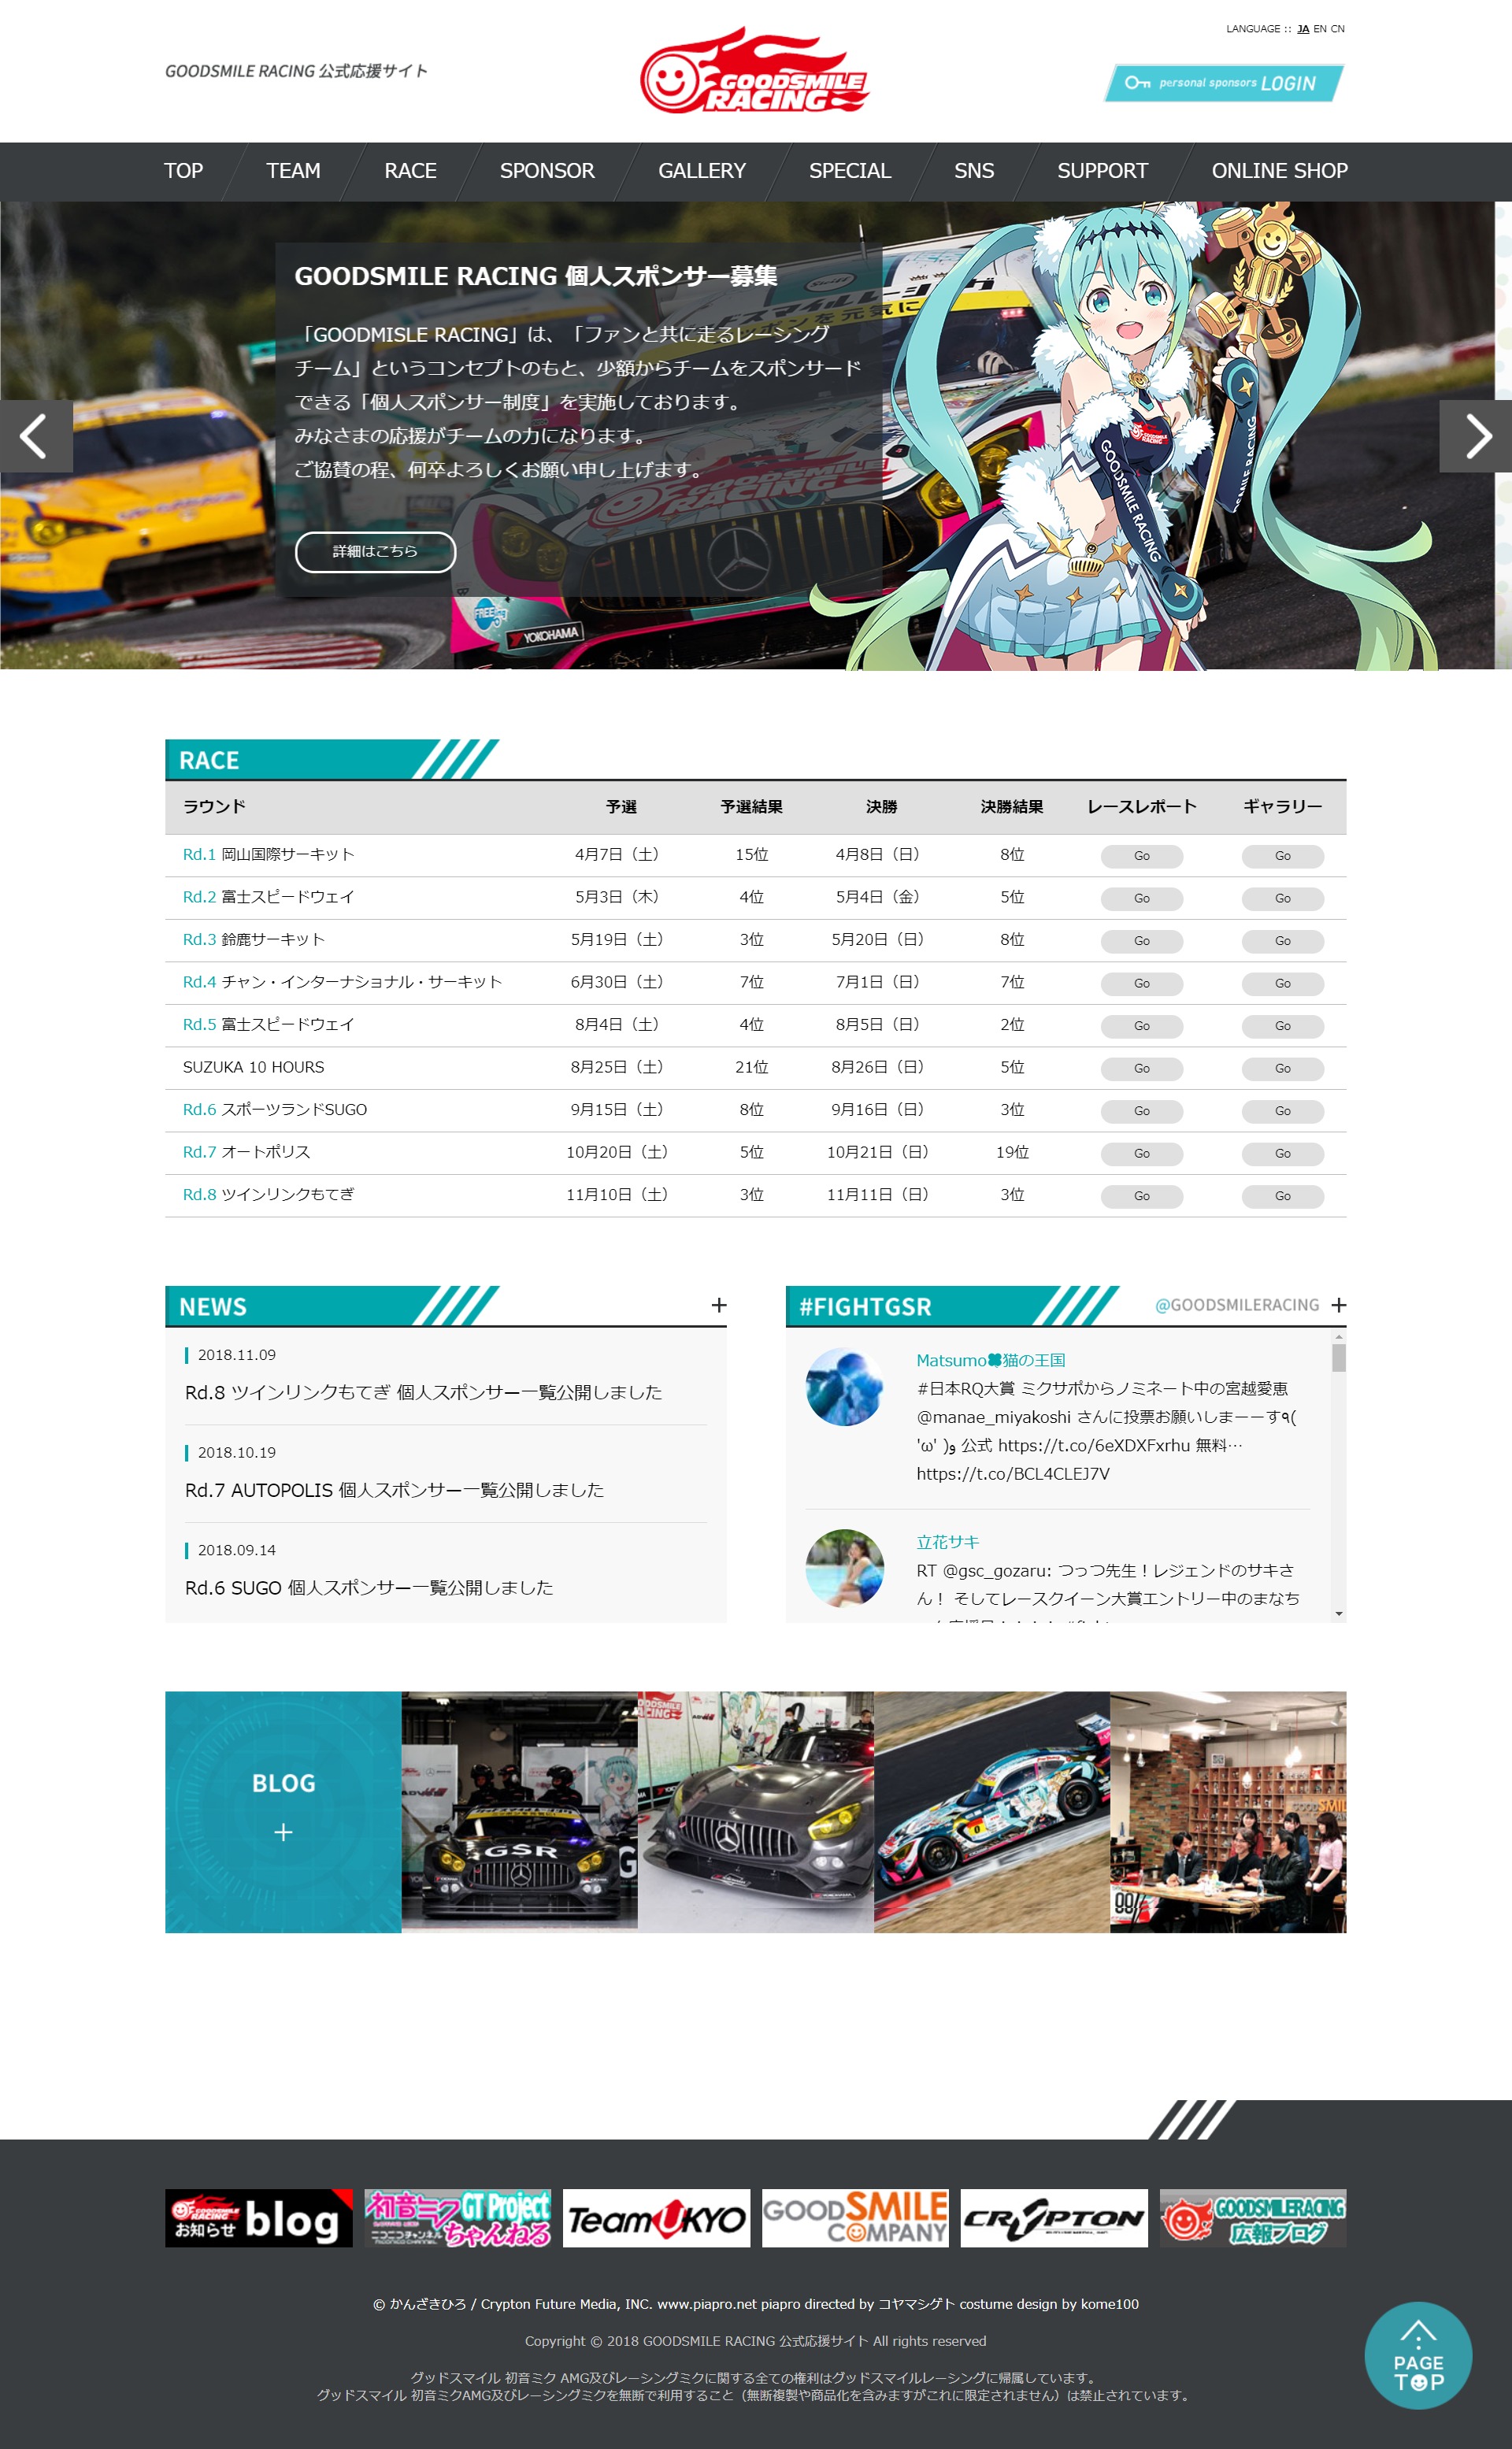 LANGUAGE :: JA EN CN
GOODSMILE RACING 公式応援サイト
GOODSMILE RACING
personal sponsors LOGIN
TOP TEAM RACE SPONSOR GALLERY SPECIAL SNS SUPPORT ONLINE SHOP
GOODSMILE RACING 個人スポンサー募集
「GOODMISLE RACING」は、「ファンと共に走るレーシング
チーム」というコンセプトのもと、少額からチームをスポンサード
できる「個人スポンサー制度」を実施しております。
みなさまの応援がチームの力になります。
ご協賛の程、何卒よろしくお願い申し上げます。
詳細はこちら
GOODSMILE RACING
YOKOHAMA
RACE
ラウンド 予選 予選結果 決勝 決勝結果 レースレポート ギャラリー
Rd.1 岡山国際サーキット 4月7日（土） 15位 4月8日（日） 8位 Go Go
Rd.2 富士スピードウェイ 5月3日（木） 4位 5月4日（金） 5位 Go Go
Rd.3 鈴鹿サーキット 5月19日（土） 3位 5月20日（日） 8位 Go Go
Rd.4 チャン・インターナショナル・サーキット 6月30日（土） 7位 7月1日（日） 7位 Go Go
Rd.5 富士スピードウェイ 8月4日（土） 4位 8月5日（日） 2位 Go Go
SUZUKA 10 HOURS 8月25日（土） 21位 8月26日（日） 5位 Go Go
Rd.6 スポーツランドSUGO 9月15日（土） 8位 9月16日（日） 3位 Go Go
Rd.7 オートポリス 10月20日（土） 5位 10月21日（日） 19位 Go Go
Rd.8 ツインリンクもてぎ 11月10日（土） 3位 11月11日（日） 3位 Go Go
NEWS +
2018.11.09
Rd.8 ツインリンクもてぎ 個人スポンサー一覧公開しました
2018.10.19
Rd.7 AUTOPOLIS 個人スポンサー一覧公開しました
2018.09.14
Rd.6 SUGO 個人スポンサー一覧公開しました
#FIGHTGSR @GOODSMILERACING +
Matsumo🍀猫の王国
#日本RQ大賞 ミクサポからノミネート中の宮越愛恵
@manae_miyakoshi さんに投票お願いしまーーす٩(
'ω' )و 公式 https://t.co/6eXDXFxrhu 無料…
https://t.co/BCL4CLEJ7V
立花サキ
RT @gsc_gozaru: つっつ先生！レジェンドのサキさ
ん！ そしてレースクイーン大賞エントリー中のまなち
BLOG
+
GSR
GOODSMILE RACING お知らせ blog
初音ミク GT Project ニコニコチャンネル ちゃんねる
TeamUKYO
GOOD SMILE COMPANY
CRYPTON
GOODSMILERACING 広報ブログ
© かんざきひろ / Crypton Future Media, INC. www.piapro.net piapro directed by コヤマシゲト costume design by kome100
Copyright © 2018 GOODSMILE RACING 公式応援サイト All rights reserved
グッドスマイル 初音ミク AMG及びレーシングミクに関する全ての権利はグッドスマイルレーシングに帰属しています。
グッドスマイル 初音ミクAMG及びレーシングミクを無断で利用すること（無断複製や商品化を含みますがこれに限定されません）は禁止されています。
PAGE
TOP